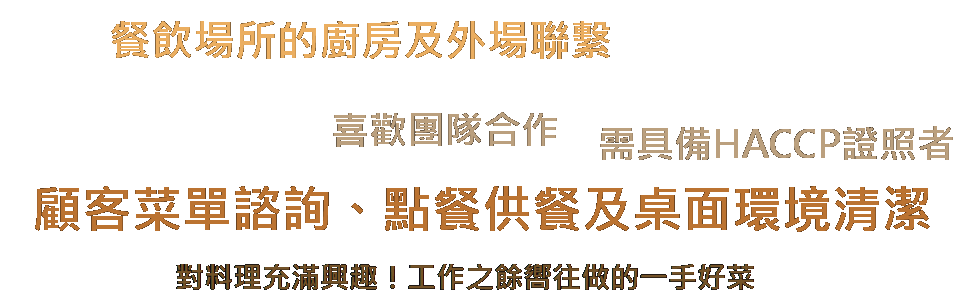 餐飲場所的廚房及外場聯繫
喜歡團隊合作
需具備HACCP證照者
顧客菜單諮詢、點餐供餐及桌面環境清潔
對料理充滿興趣！工作之餘嚮往做的一手好菜